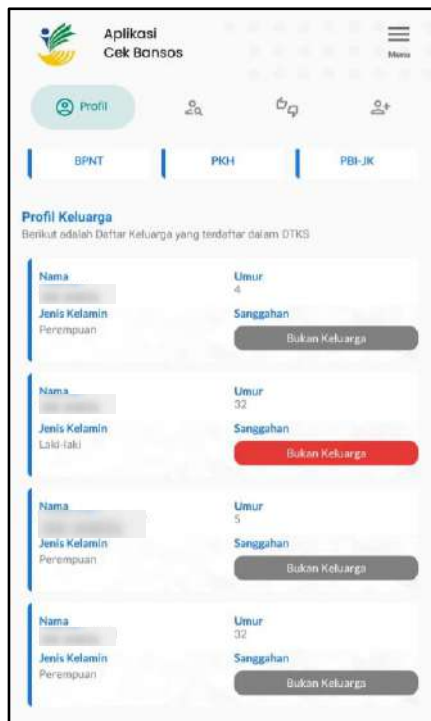 Aplikasi
Cek Bansos
Menu
Profil
BPNT PKH PBI-JK
Profil Keluarga
Berikut adalah Daftar Keluarga yang terdaftar dalam DTKS
Nama Umur
4
Jenis Kelamin Sanggahan
Perempuan Bukan Keluarga
Nama Umur
32
Jenis Kelamin Sanggahan
Laki-laki Bukan Keluarga
Nama Umur
5
Jenis Kelamin Sanggahan
Perempuan Bukan Keluarga
Nama Umur
32
Jenis Kelamin Sanggahan
Perempuan Bukan Keluarga